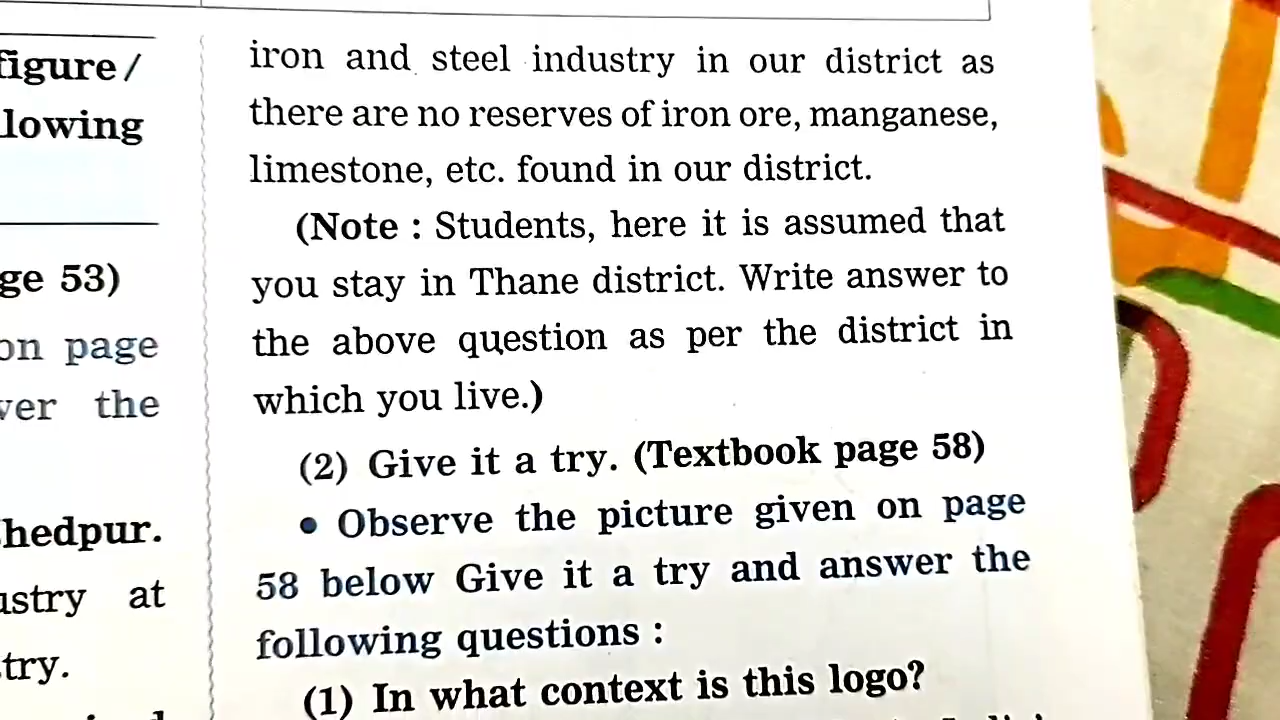 figure/
lowing
ge 53)
on page
ver the
hedpur.
ustry at
try.
iron and steel industry in our district as
there are no reserves of iron ore, manganese,
limestone, etc. found in our district.
(Note : Students, here it is assumed that
you stay in Thane district. Write answer to
the above question as per the district in
which you live.)
(2) Give it a try. (Textbook page 58)
• Observe the picture given on page
58 below Give it a try and answer the
following questions :
(1) In what context is this logo?